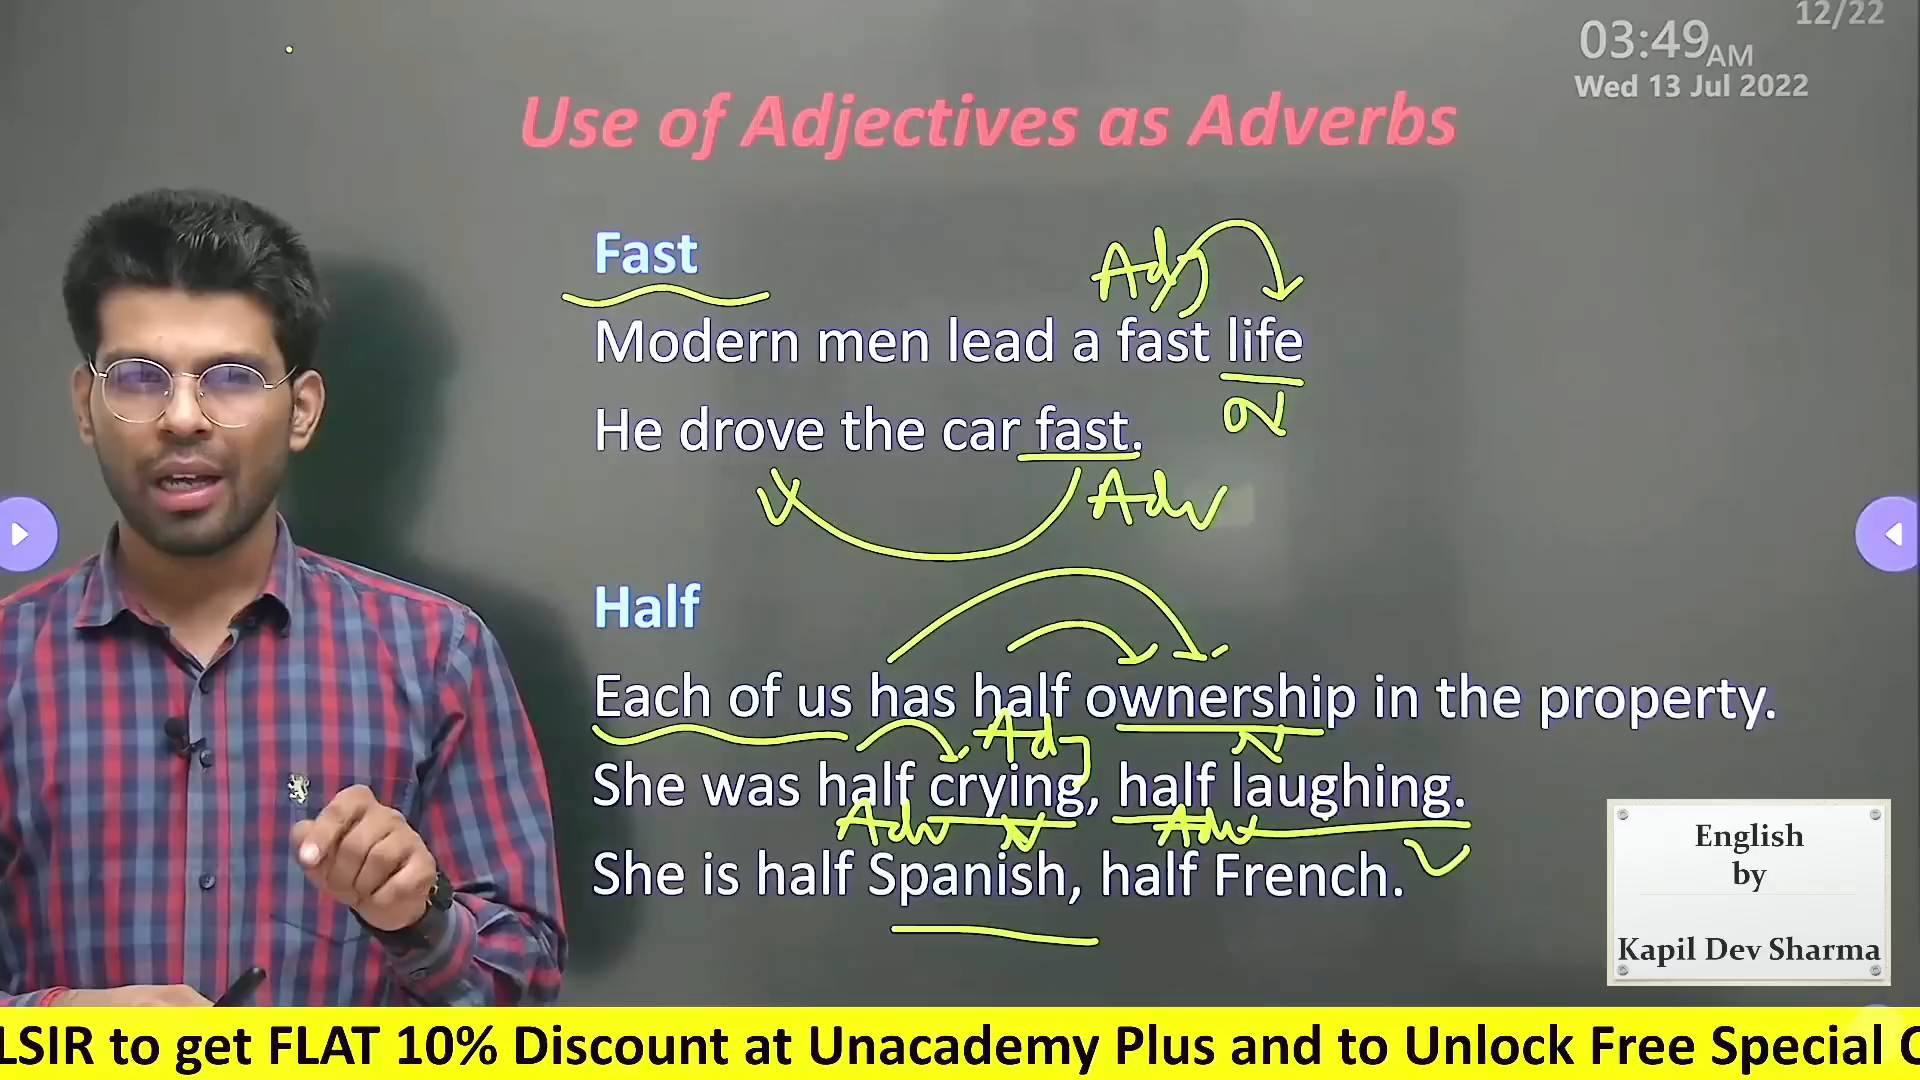 12/22
03:49AM
Wed 13 Jul 2022
Use of Adjectives as Adverbs
Fast
Adj
Modern men lead a fast life
He drove the car fast.
Adv
Half
Each of us has half ownership in the property.
Adj N
She was half crying, half laughing.
Adv Adv
She is half Spanish, half French.
English
by
Kapil Dev Sharma
LSIR to get FLAT 10% Discount at Unacademy Plus and to Unlock Free Special C